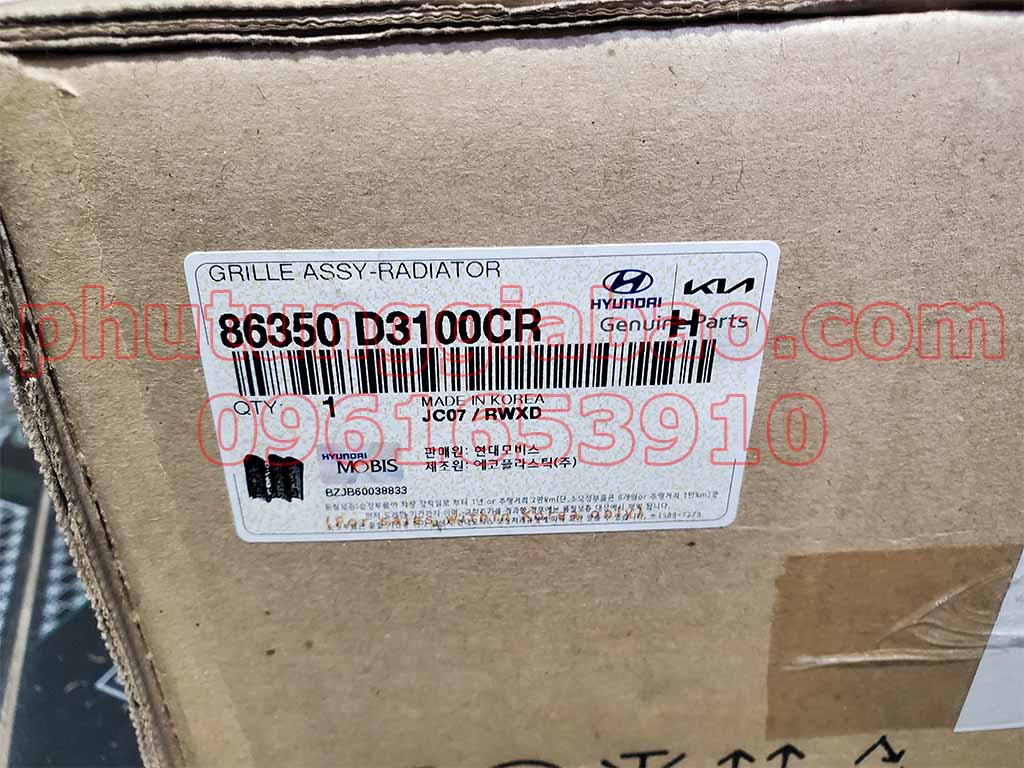 GRILLE ASSY-RADIATOR
HYUNDAI
KIA
86350 D3100CR
Genuine Parts
H
phutunggiabao.com
QTY: 1
MADE IN KOREA
JC07 / RWXD
0961653910
HYUNDAI
MOBIS
판매원: 현대모비스
제조원: 에코플라스틱(주)
BZJB60038833